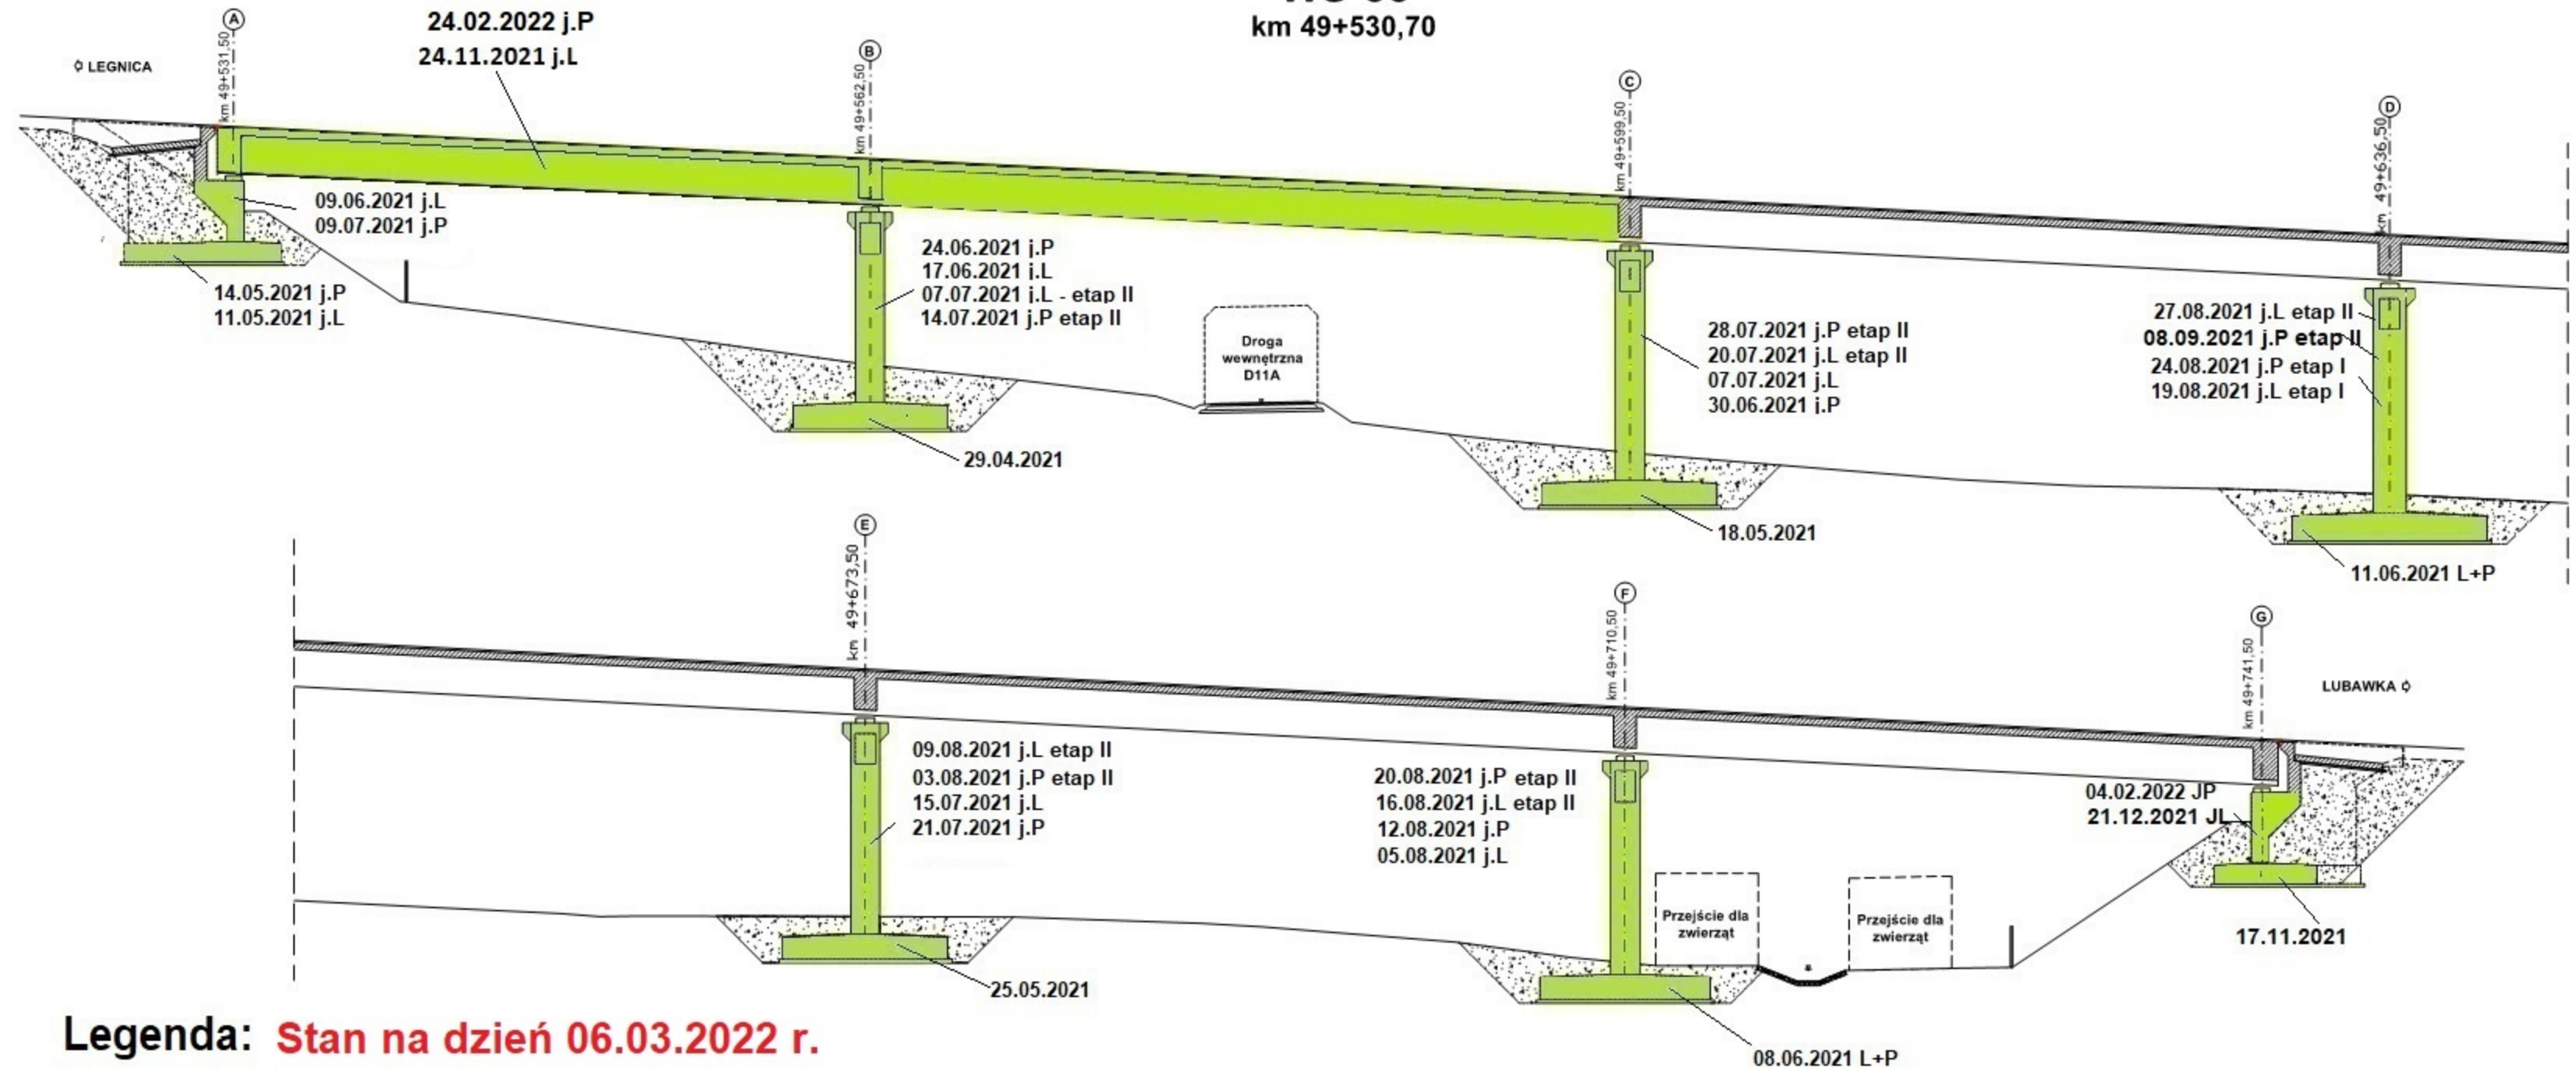 km 49+530,70
24.02.2022 j.P
24.11.2021 j.L
A
B
C
D
km 49+531,50
km 49+562,50
km 49+599,50
km 49+636,50
LEGNICA
09.06.2021 j.L
09.07.2021 j.P
14.05.2021 j.P
11.05.2021 j.L
24.06.2021 j.P
17.06.2021 j.L
07.07.2021 j.L - etap II
14.07.2021 j.P etap II
29.04.2021
Droga
wewnętrzna
D11A
28.07.2021 j.P etap II
20.07.2021 j.L etap II
07.07.2021 j.L
30.06.2021 j.P
18.05.2021
27.08.2021 j.L etap II
08.09.2021 j.P etap II
24.08.2021 j.P etap I
19.08.2021 j.L etap I
11.06.2021 L+P
E
F
G
km 49+673,50
km 49+710,50
km 49+741,50
LUBAWKA
09.08.2021 j.L etap II
03.08.2021 j.P etap II
15.07.2021 j.L
21.07.2021 j.P
25.05.2021
20.08.2021 j.P etap II
16.08.2021 j.L etap II
12.08.2021 j.P
05.08.2021 j.L
Przejście dla
zwierząt
Przejście dla
zwierząt
08.06.2021 L+P
04.02.2022 JP
21.12.2021 JL
17.11.2021
Legenda: Stan na dzień 06.03.2022 r.